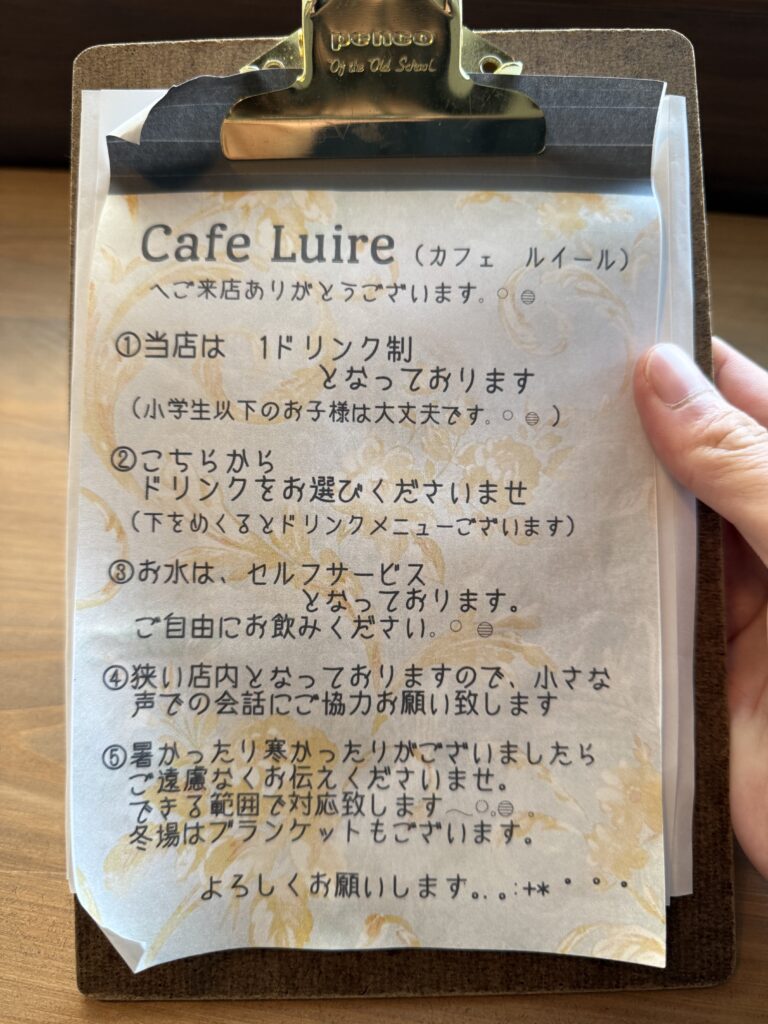 penco
"Of the Old School"
Cafe Luire（カフェ　ルイール）
へご来店ありがとうございます。○ ◍
①当店は　1ドリンク制
となっております
（小学生以下のお子様は大丈夫です。○ ◍ ）
②こちらから
ドリンクをお選びくださいませ
（下をめくるとドリンクメニューございます）
③お水は、セルフサービス
となっております。
ご自由にお飲みください。○ ◍
④狭い店内となっておりますので、小さな
声での会話にご協力お願い致します
⑤暑かったり寒かったりがございましたら
ご遠慮なくお伝えくださいませ。
できる範囲で対応致します〜○。◍ 。
冬場はブランケットもございます。
よろしくお願いします。.。:+* ﾟ ゜ﾟ